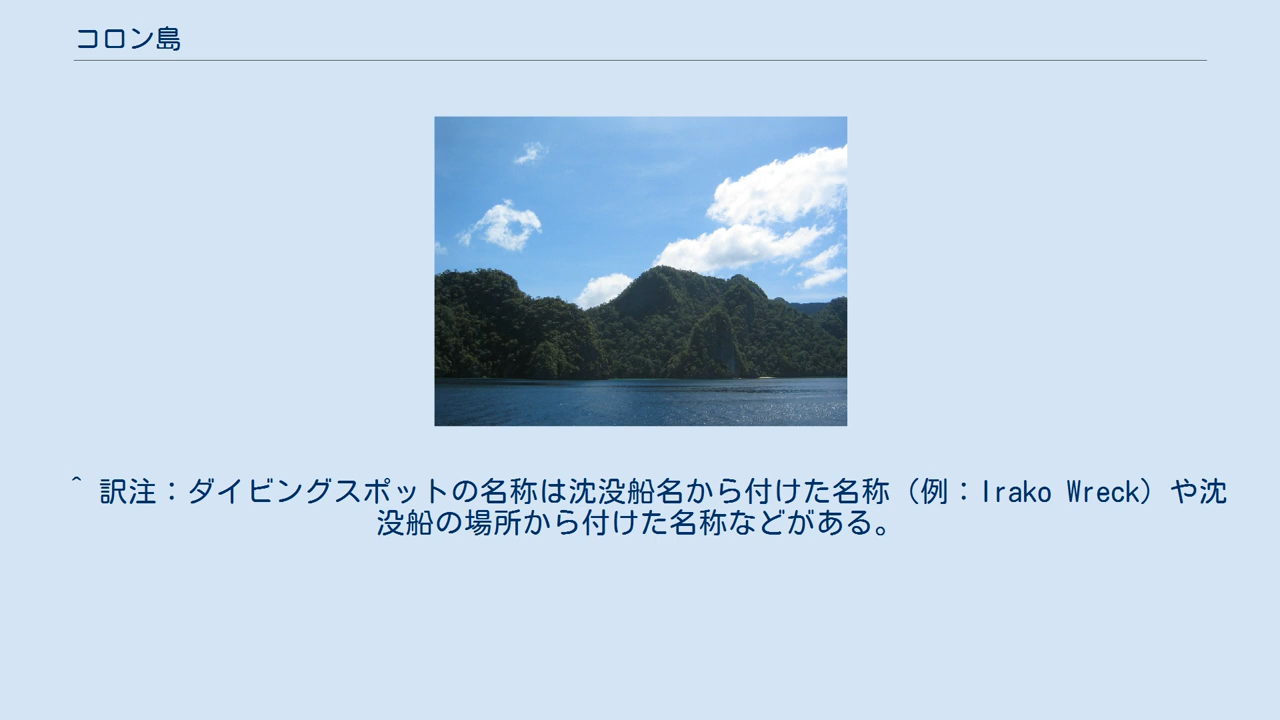 コロン島
^ 訳注：ダイビングスポットの名称は沈没船名から付けた名称（例：Irako Wreck）や沈
没船の場所から付けた名称などがある。